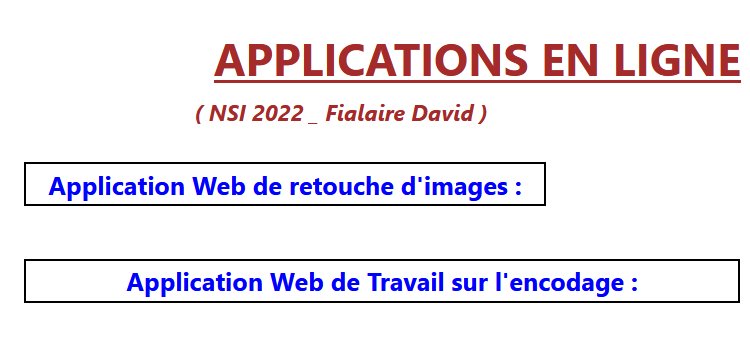 APPLICATIONS EN LIGNE
( NSI 2022 _ Fialaire David )
Application Web de retouche d'images :
Application Web de Travail sur l'encodage :